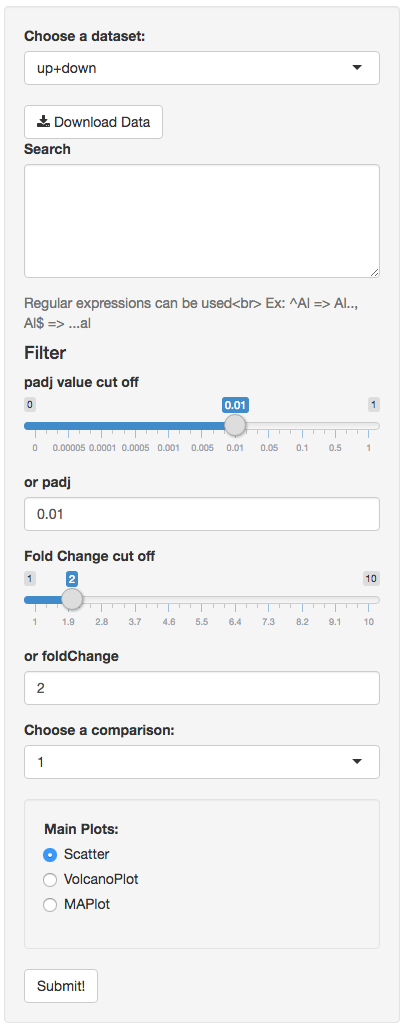 Choose a dataset:
up+down
Download Data
Search
Regular expressions can be used<br> Ex: ^Al => Al..,
Al$ => ...al
Filter
padj value cut off
0 0.01 1
0 0.00005 0.0001 0.0005 0.001 0.005 0.01 0.05 0.1 0.5 1
or padj
0.01
Fold Change cut off
1 2 10
1 1.9 2.8 3.7 4.6 5.5 6.4 7.3 8.2 9.1 10
or foldChange
2
Choose a comparison:
1
Main Plots:
Scatter
VolcanoPlot
MAPlot
Submit!